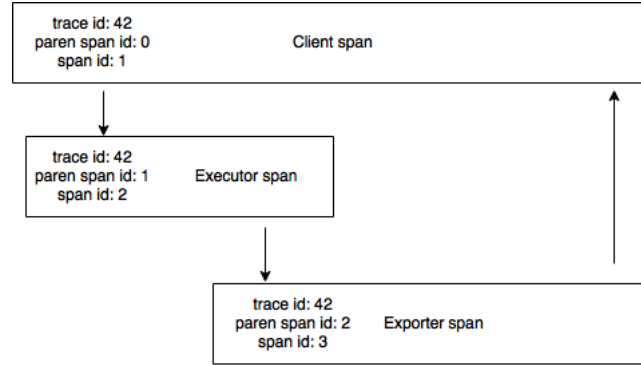 trace id: 42
paren span id: 0
span id: 1
Client span
trace id: 42
paren span id: 1
span id: 2
Executor span
trace id: 42
paren span id: 2
span id: 3
Exporter span